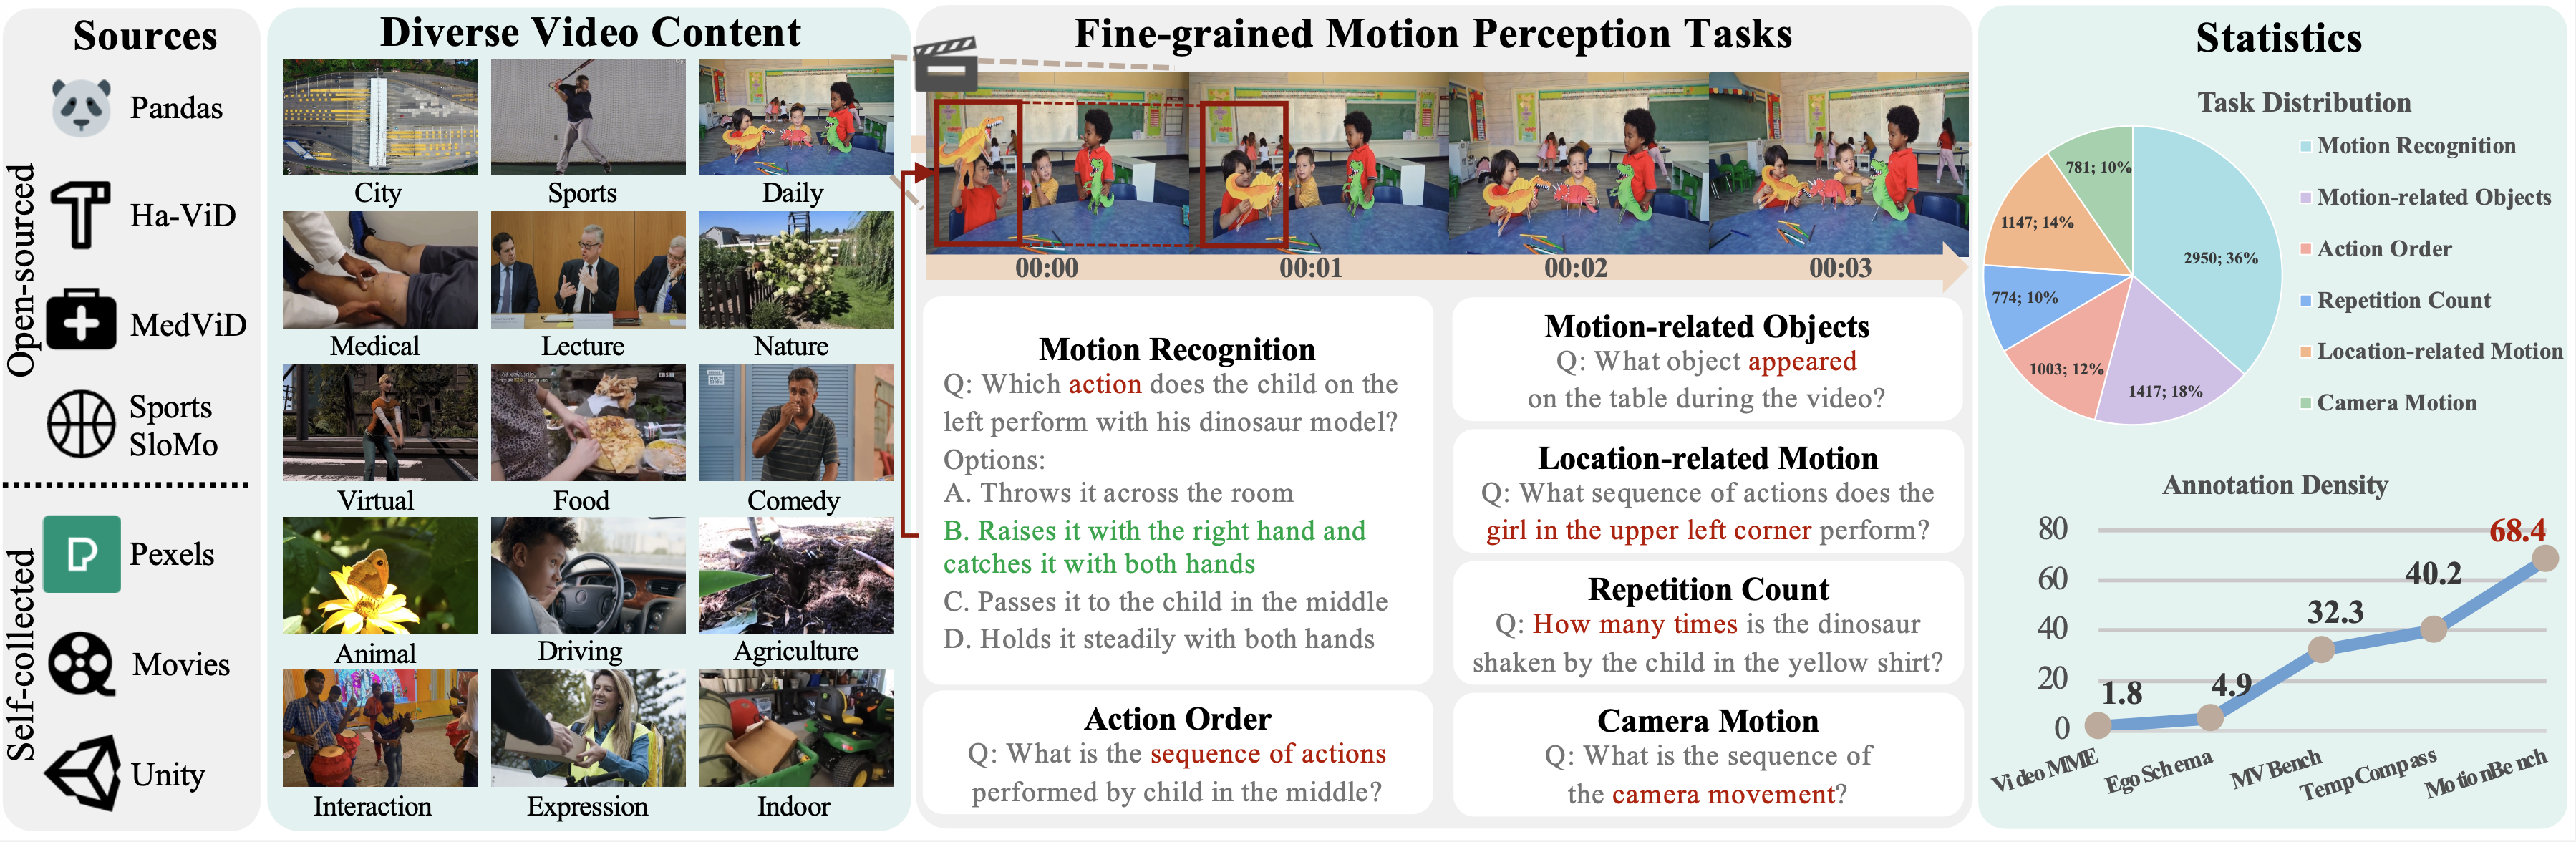 Sources
Open-sourced
Pandas
Ha-ViD
MedViD
Sports
SloMo
Self-collected
Pexels
Movies
Unity
Diverse Video Content
City
Sports
Daily
Medical
Lecture
Nature
Virtual
Food
Comedy
Animal
Driving
Agriculture
Interaction
Expression
Indoor
Fine-grained Motion Perception Tasks
00:00
00:01
00:02
00:03
Motion Recognition
Q: Which action does the child on the
left perform with his dinosaur model?
Options:
A. Throws it across the room
B. Raises it with the right hand and
catches it with both hands
C. Passes it to the child in the middle
D. Holds it steadily with both hands
Action Order
Q: What is the sequence of actions
performed by child in the middle?
Motion-related Objects
Q: What object appeared
on the table during the video?
Location-related Motion
Q: What sequence of actions does the
girl in the upper left corner perform?
Repetition Count
Q: How many times is the dinosaur
shaken by the child in the yellow shirt?
Camera Motion
Q: What is the sequence of
the camera movement?
Statistics
Task Distribution
781; 10%
1147; 14%
2950; 36%
774; 10%
1003; 12%
1417; 18%
Motion Recognition
Motion-related Objects
Action Order
Repetition Count
Location-related Motion
Camera Motion
Annotation Density
80
60
40
20
0
1.8
4.9
32.3
40.2
68.4
VideoMME
EgoSchema
MVBench
TempCompass
MotionBench